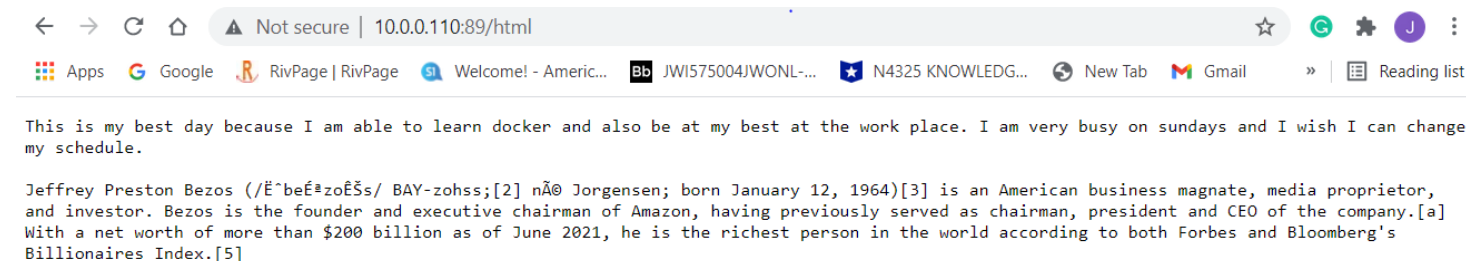 Not secure | 10.0.0.110:89/html
G J
Apps Google RivPage | RivPage Welcome! - Americ... Bb JWI575004JWONL-... N4325 KNOWLEDG... New Tab Gmail » Reading list
This is my best day because I am able to learn docker and also be at my best at the work place. I am very busy on sundays and I wish I can change
my schedule.
Jeffrey Preston Bezos (/ËˆbeÉªzoÊŠs/ BAY-zohss;[2] nÃ© Jorgensen; born January 12, 1964)[3] is an American business magnate, media proprietor,
and investor. Bezos is the founder and executive chairman of Amazon, having previously served as chairman, president and CEO of the company.[a]
With a net worth of more than $200 billion as of June 2021, he is the richest person in the world according to both Forbes and Bloomberg's
Billionaires Index.[5]